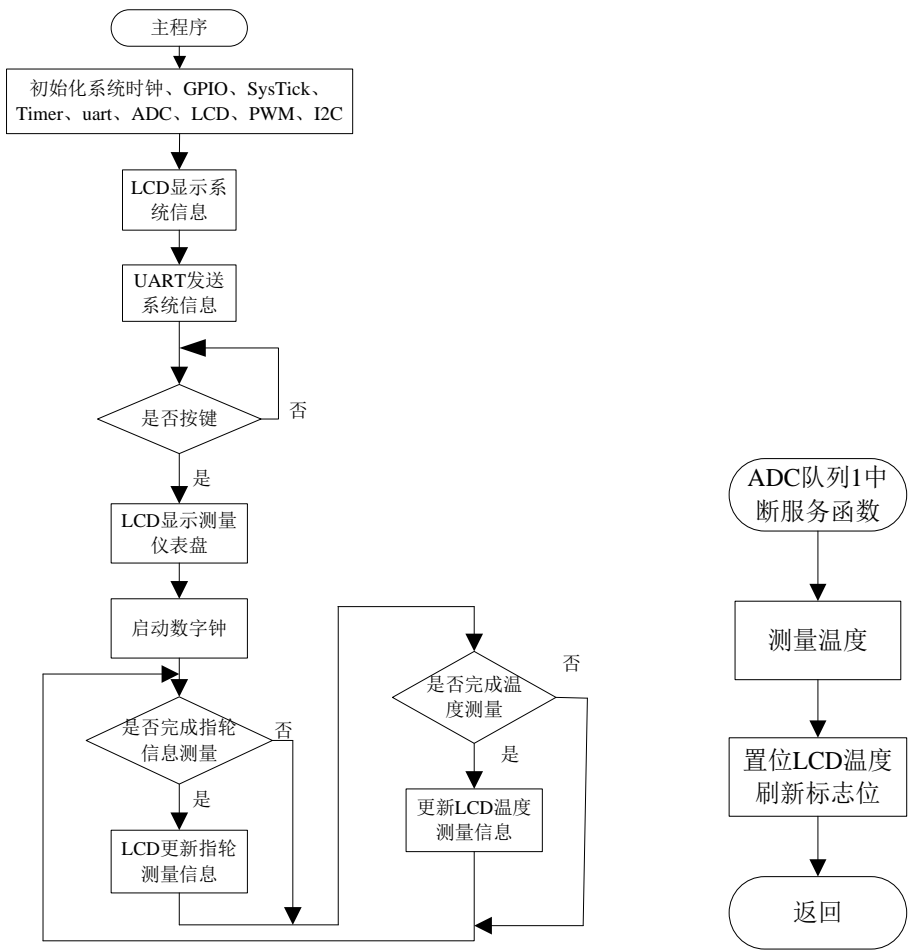 主程序
初始化系统时钟、GPIO、SysTick、
Timer、uart、ADC、LCD、PWM、I2C
LCD显示系
统信息
UART发送
系统信息
是否按键
否
是
LCD显示测量
仪表盘
启动数字钟
是否完成指轮
信息测量
否
是
LCD更新指轮
测量信息
是否完成温
度测量
否
是
更新LCD温度
测量信息
ADC队列1中
断服务函数
测量温度
置位LCD温度
刷新标志位
返回